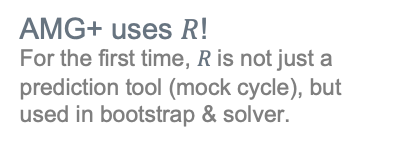 AMG+ uses R!
For the first time, R is not just a
prediction tool (mock cycle), but
used in bootstrap & solver.